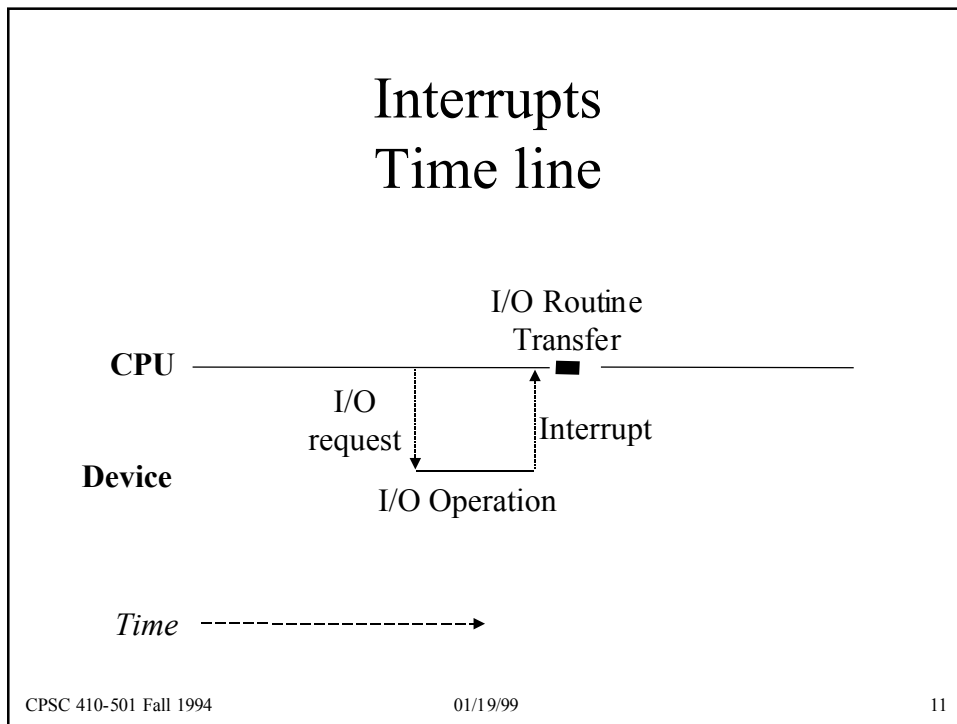 Interrupts
Time line
I/O Routine
Transfer
CPU
I/O
request
Interrupt
Device
I/O Operation
Time
CPSC 410-501 Fall 1994
01/19/99
11